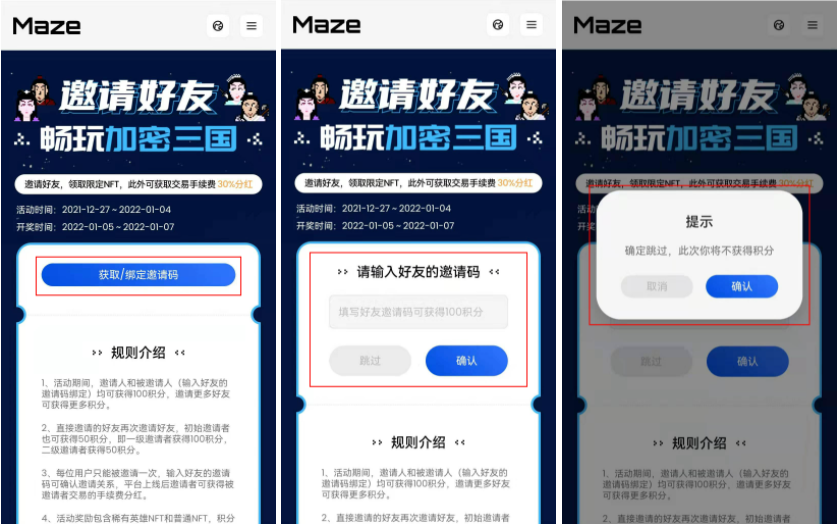 Maze
邀请好友
畅玩加密三国
邀请好友，领取限定NFT，此外可获取交易手续费 30%分红
活动时间：2021-12-27 ~ 2022-01-04
开奖时间：2022-01-05 ~ 2022-01-07
获取/绑定邀请码
>> 规则介绍 <<
1、活动期间，邀请人和被邀请人（输入好友的
邀请码绑定）均可获得100积分，邀请更多好友
可获得更多积分。
2、直接邀请的好友再次邀请好友，初始邀请者
也可获得50积分，即一级邀请者获得100积分，
二级邀请者获得50积分。
3、每位用户只能被邀请一次，输入好友的邀请
码可确认邀请关系，平台上线后邀请者可获得被
邀请者交易的手续费分红。
4、活动奖励包含稀有英雄NFT和普通NFT，积分
Maze
邀请好友
畅玩加密三国
邀请好友，领取限定NFT，此外可获取交易手续费 30%分红
活动时间：2021-12-27 ~ 2022-01-04
开奖时间：2022-01-05 ~ 2022-01-07
>> 请输入好友的邀请码 <<
填写好友邀请码可获得100积分
跳过
确认
>> 规则介绍 <<
1、活动期间，邀请人和被邀请人（输入好友的
邀请码绑定）均可获得100积分，邀请更多好友
可获得更多积分。
2、直接邀请的好友再次邀请好友，初始邀请者
Maze
邀请好友
畅玩加密三国
邀请好友，领取限定NFT，此外可获取交易手续费 30%分红
活动
开奖
提示
确定跳过，此次你将不获得积分
取消
确认
跳过
确认
>> 规则介绍 <<
1、活动期间，邀请人和被邀请人（输入好友的
邀请码绑定）均可获得100积分，邀请更多好友
可获得更多积分。
2、直接邀请的好友再次邀请好友，初始邀请者